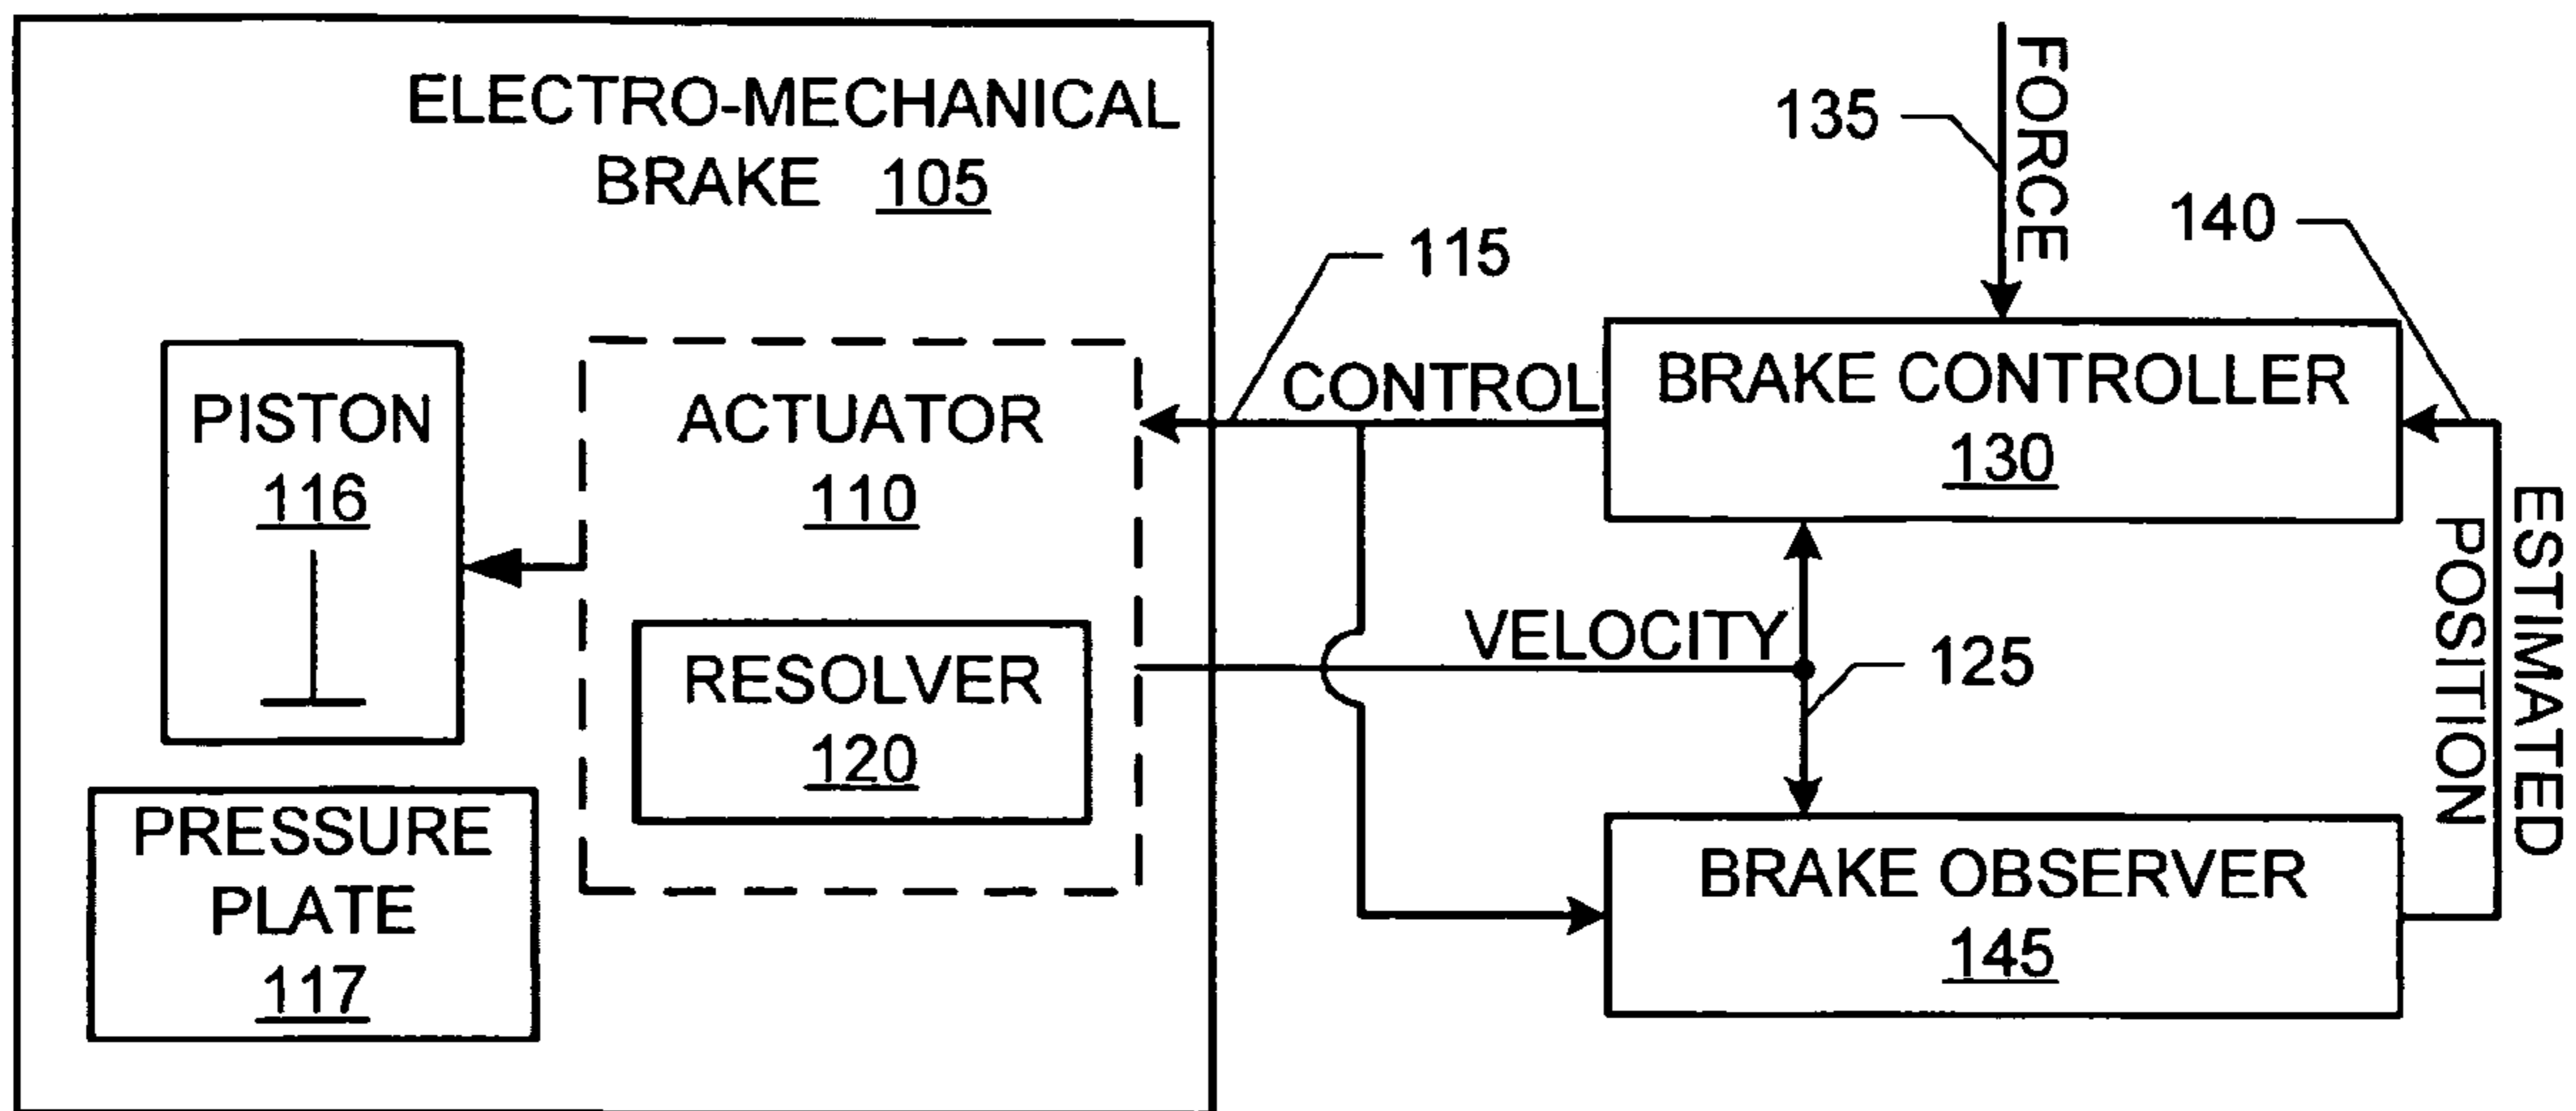 ELECTRO-MECHANICAL
BRAKE 105
PISTON
116
ACTUATOR
110
RESOLVER
120
PRESSURE
PLATE
117
115
CONTROL
VELOCITY
125
135
FORCE
140
BRAKE CONTROLLER
130
BRAKE OBSERVER
145
ESTIMATED
POSITION